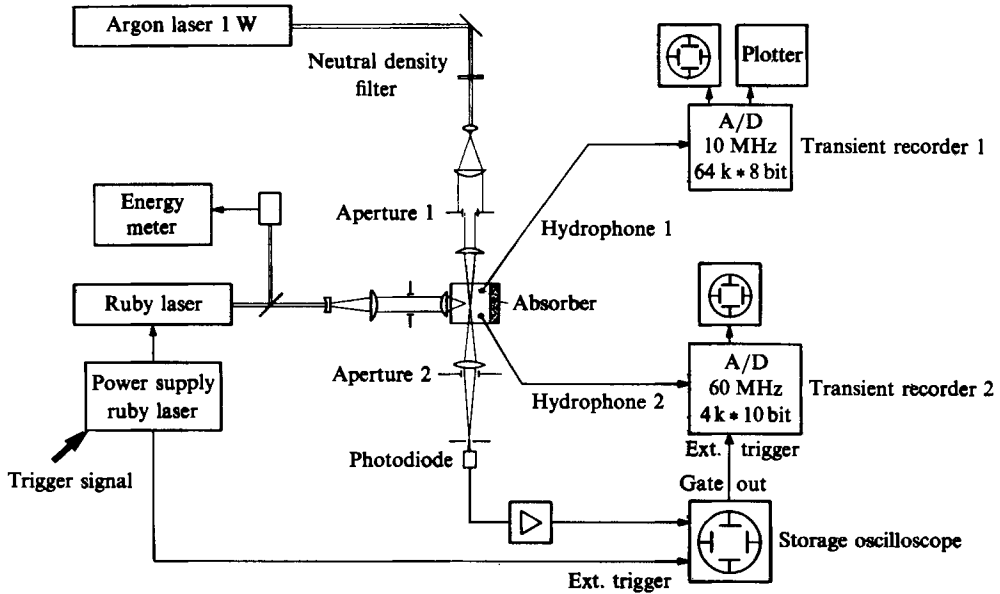 Argon laser 1 W
Neutral density
filter
Plotter
A/D
10 MHz
64 k * 8 bit
Transient recorder 1
Energy
meter
Aperture 1
Hydrophone 1
Ruby laser
Absorber
Power supply
ruby laser
Aperture 2
Hydrophone 2
A/D
60 MHz
4 k * 10 bit
Transient recorder 2
Trigger signal
Photodiode
Ext. trigger
Gate out
Storage oscilloscope
Ext. trigger